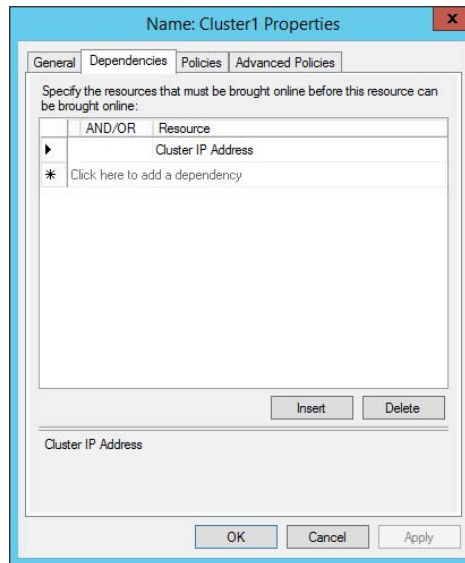 Name: Cluster1 Properties
x
General Dependencies Policies Advanced Policies
Specify the resources that must be brought online before this resource can
be brought online:
AND/OR Resource
Cluster IP Address
* Click here to add a dependency
Insert Delete
Cluster IP Address
OK Cancel Apply